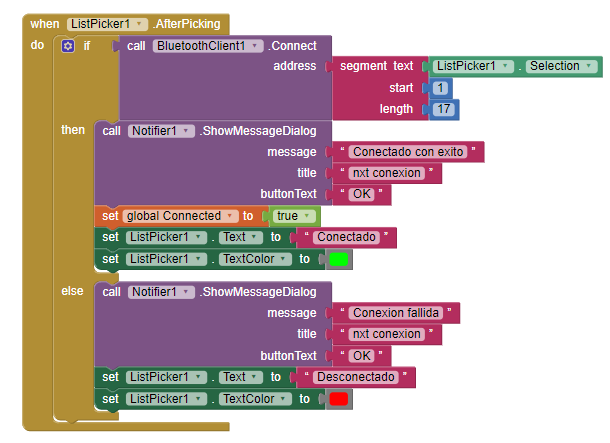 when ListPicker1 .AfterPicking
do if call BluetoothClient1 .Connect
address segment text ListPicker1 . Selection
start 1
length 17
then call Notifier1 .ShowMessageDialog
message " Conectado con exito "
title " nxt conexion "
buttonText " OK "
set global Connected to true
set ListPicker1 . Text to " Conectado "
set ListPicker1 . TextColor to
else call Notifier1 .ShowMessageDialog
message " Conexion fallida "
title " nxt conexion "
buttonText " OK "
set ListPicker1 . Text to " Desconectado "
set ListPicker1 . TextColor to